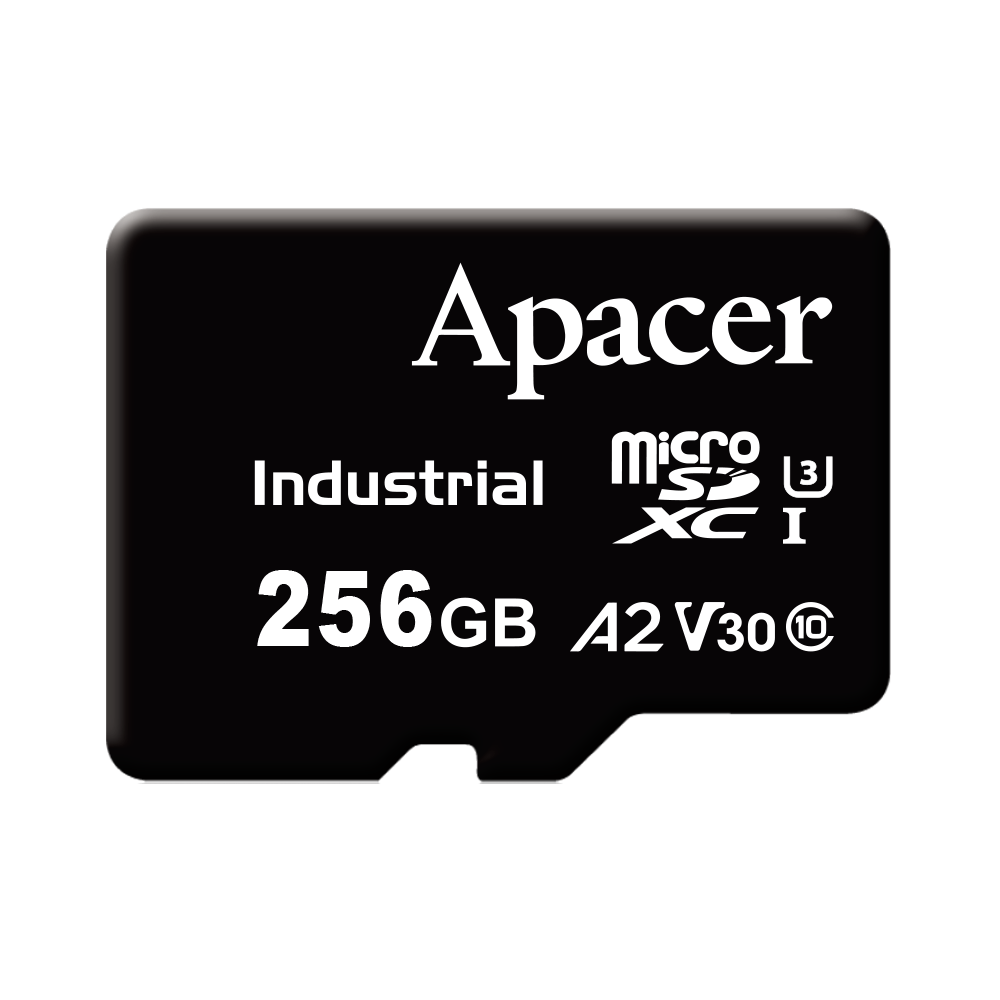 Apacer
Industrial
micro SD XC U3 I
256GB A2 V30 10